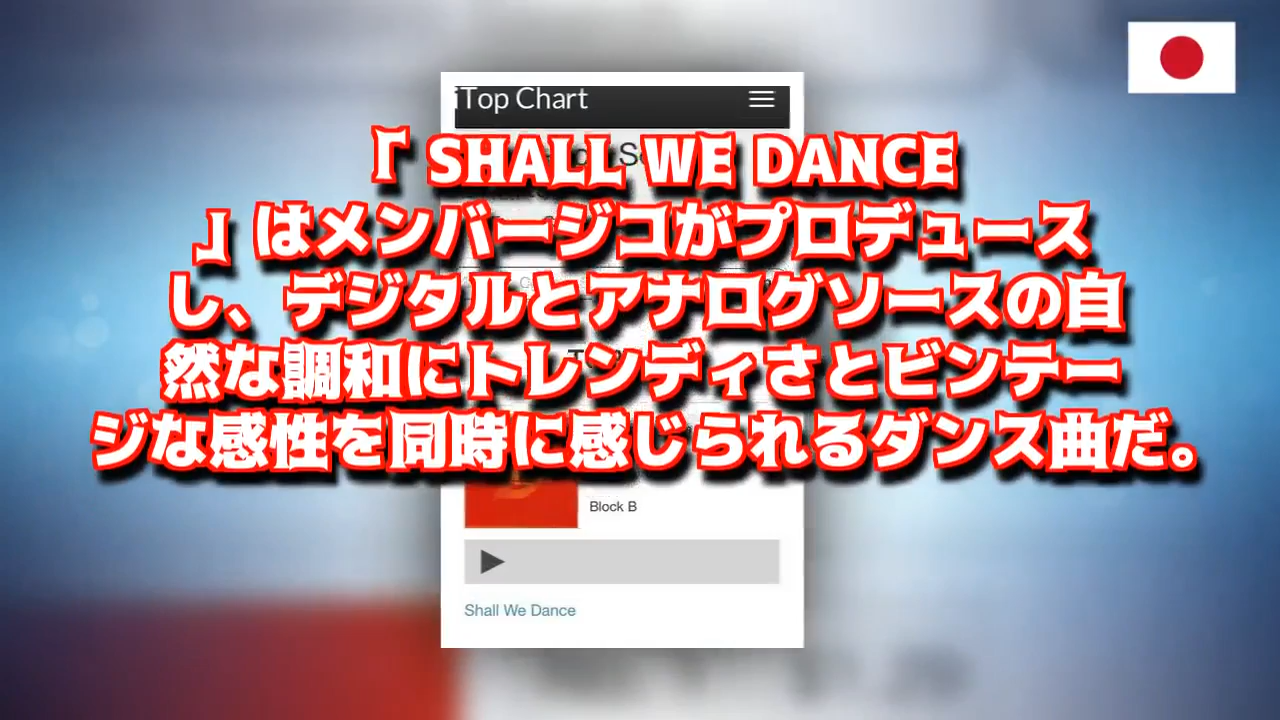 iTop Chart
「 SHALL WE DANCE
」はメンバージコがプロデュース
し、デジタルとアナログソースの自
然な調和にトレンディさとビンテー
ジな感性を同時に感じられるダンス曲だ。
Block B
Shall We Dance